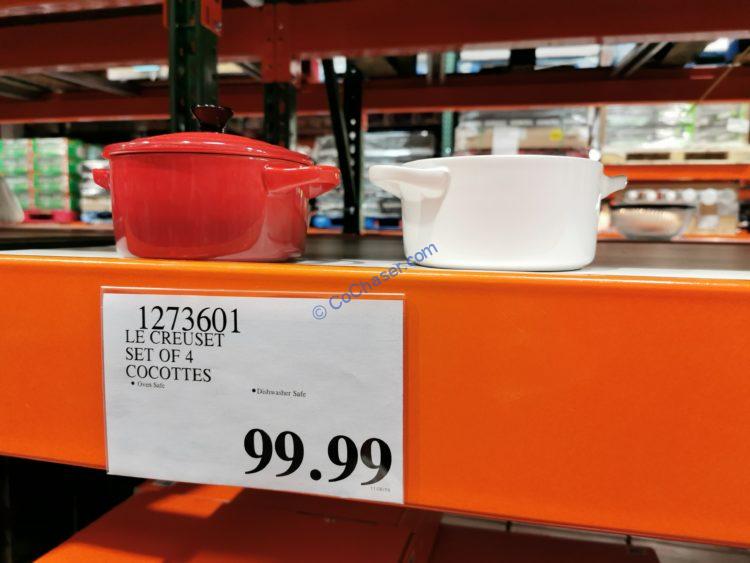 © CoChaser.com
1273601
LE CREUSET
SET OF 4
COCOTTES
• Oven Safe
• Dishwasher Safe
99.99